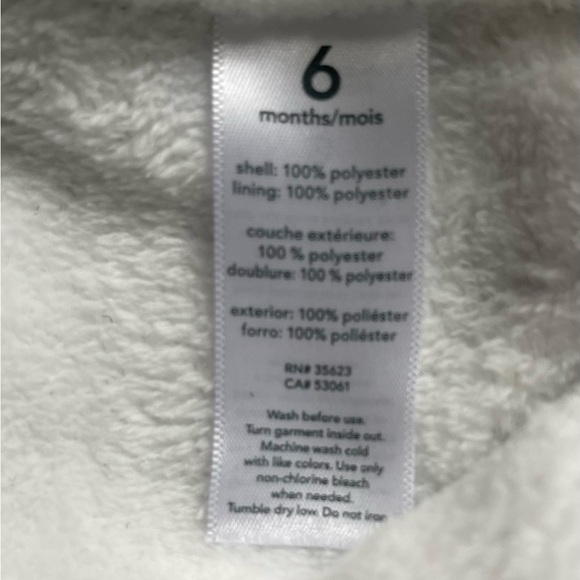 6
months/mois
shell: 100% polyester
lining: 100% polyester
couche extérieure:
100 % polyester
doublure: 100 % polyester
exterior: 100% poliéster
forro: 100% poliéster
RN# 35623
CA# 53061
Wash before use.
Turn garment inside out.
Machine wash cold
with like colors. Use only
non-chlorine bleach
when needed.
Tumble dry low. Do not iron